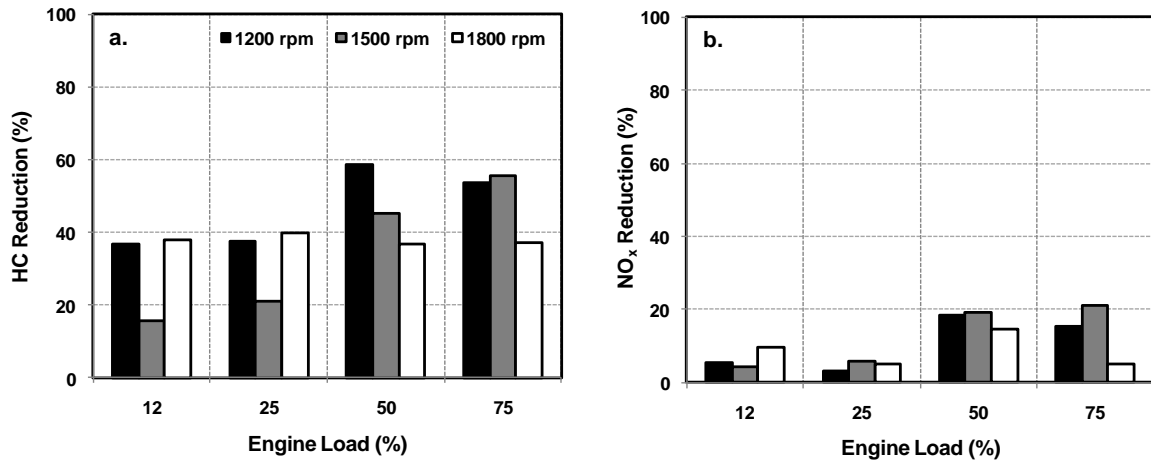 a.
1200 rpm 1500 rpm 1800 rpm
100
80
60
40
20
0
HC Reduction (%)
12 25 50 75
Engine Load (%)
b.
100
80
60
40
20
0
NOx Reduction (%)
12 25 50 75
Engine Load (%)